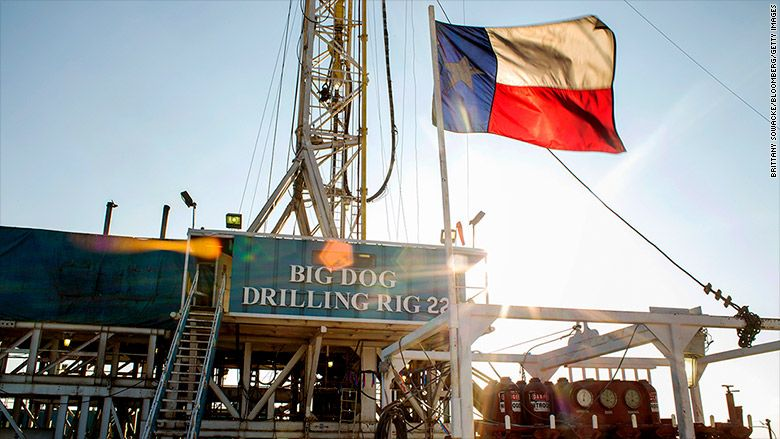 BIG DOG
DRILLING RIG 22
BRITTANY SOWACKE/BLOOMBERG/GETTY IMAGES